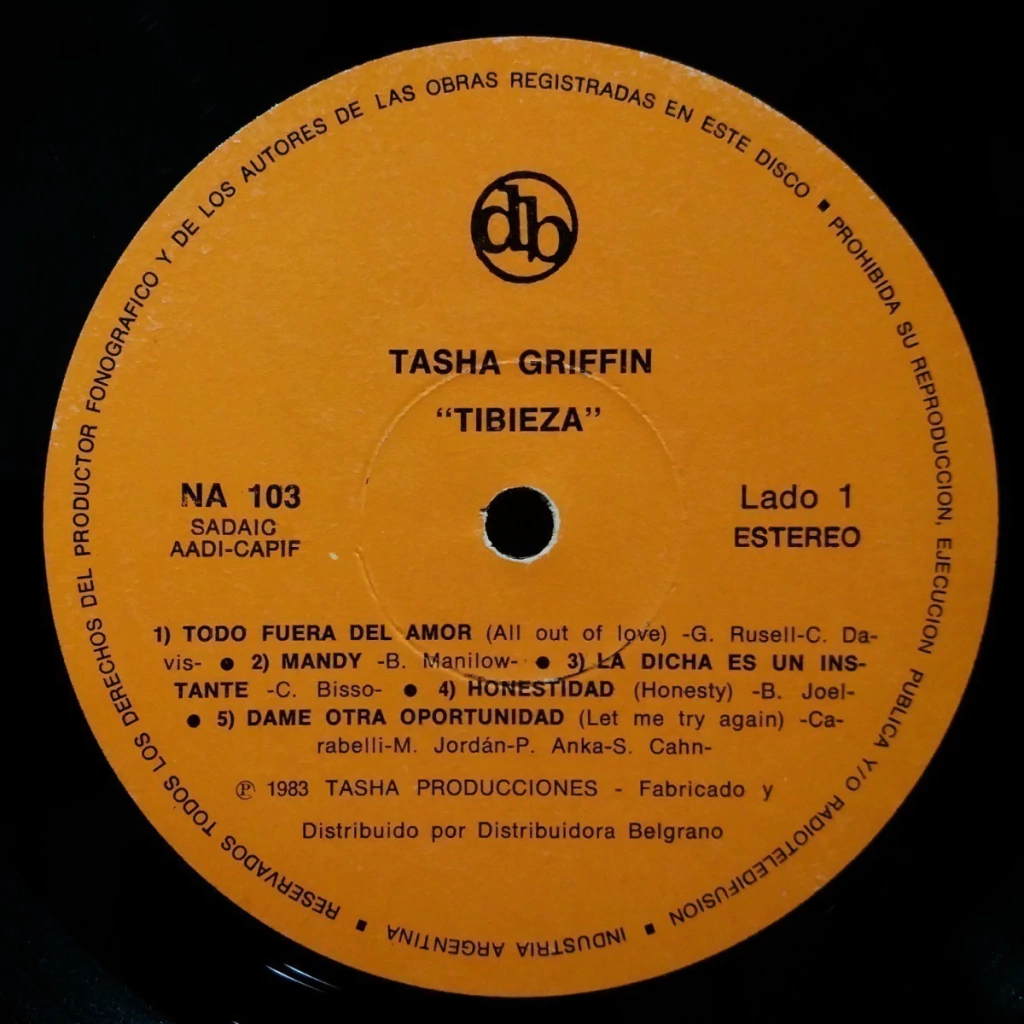 RESERVADOS TODOS LOS DERECHOS DEL PRODUCTOR FONOGRAFICO Y DE LOS AUTORES DE LAS OBRAS REGISTRADAS EN ESTE DISCO ■ PROHIBIDA SU REPRODUCCION, EJECUCION PUBLICA Y/O RADIOTELEDIFUSION ■ INDUSTRIA ARGENTINA ■
db
TASHA GRIFFIN
“TIBIEZA”
NA 103
SADAIC
AADI-CAPIF
Lado 1
ESTEREO
1) TODO FUERA DEL AMOR (All out of love) -G. Rusell-C. Da-
vis- ● 2) MANDY -B. Manilow- ● 3) LA DICHA ES UN INS-
TANTE -C. Bisso- ● 4) HONESTIDAD (Honesty) -B. Joel-
● 5) DAME OTRA OPORTUNIDAD (Let me try again) -Ca-
rabelli-M. Jordán-P. Anka-S. Cahn-
℗ 1983 TASHA PRODUCCIONES - Fabricado y
Distribuido por Distribuidora Belgrano